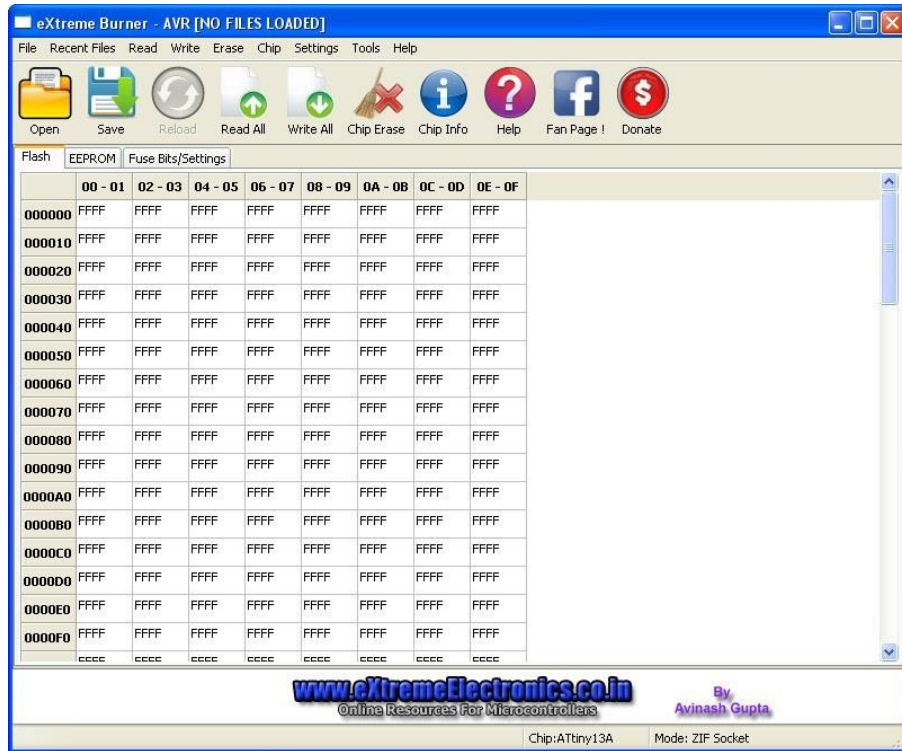 eXtreme Burner - AVR [NO FILES LOADED]
File Recent Files Read Write Erase Chip Settings Tools Help
Open Save Reload Read All Write All Chip Erase Chip Info Help Fan Page ! Donate
Flash EEPROM Fuse Bits/Settings
00 - 01 02 - 03 04 - 05 06 - 07 08 - 09 0A - 0B 0C - 0D 0E - 0F
000000 FFFF FFFF FFFF FFFF FFFF FFFF FFFF FFFF
000010 FFFF FFFF FFFF FFFF FFFF FFFF FFFF FFFF
000020 FFFF FFFF FFFF FFFF FFFF FFFF FFFF FFFF
000030 FFFF FFFF FFFF FFFF FFFF FFFF FFFF FFFF
000040 FFFF FFFF FFFF FFFF FFFF FFFF FFFF FFFF
000050 FFFF FFFF FFFF FFFF FFFF FFFF FFFF FFFF
000060 FFFF FFFF FFFF FFFF FFFF FFFF FFFF FFFF
000070 FFFF FFFF FFFF FFFF FFFF FFFF FFFF FFFF
000080 FFFF FFFF FFFF FFFF FFFF FFFF FFFF FFFF
000090 FFFF FFFF FFFF FFFF FFFF FFFF FFFF FFFF
0000A0 FFFF FFFF FFFF FFFF FFFF FFFF FFFF FFFF
0000B0 FFFF FFFF FFFF FFFF FFFF FFFF FFFF FFFF
0000C0 FFFF FFFF FFFF FFFF FFFF FFFF FFFF FFFF
0000D0 FFFF FFFF FFFF FFFF FFFF FFFF FFFF FFFF
0000E0 FFFF FFFF FFFF FFFF FFFF FFFF FFFF FFFF
0000F0 FFFF FFFF FFFF FFFF FFFF FFFF FFFF FFFF
www.eXtremeElectronics.co.in
Online Resources For Microcontrollers
By
Avinash Gupta
Chip:ATtiny13A Mode: ZIF Socket